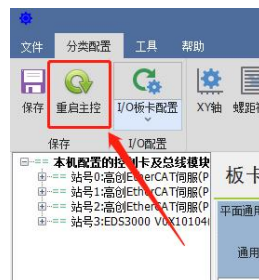 文件 分类配置 工具 帮助
保存 重启主控 I/O板卡配置 XY轴 螺距
保存 I/O配置
本机配置的控制卡及总线模块
站号0:高创EtherCAT伺服(P
站号1:高创EtherCAT伺服(P
站号2:高创EtherCAT伺服(P
站号3:EDS3000 V0X10104(
板卡
平面通用
通用